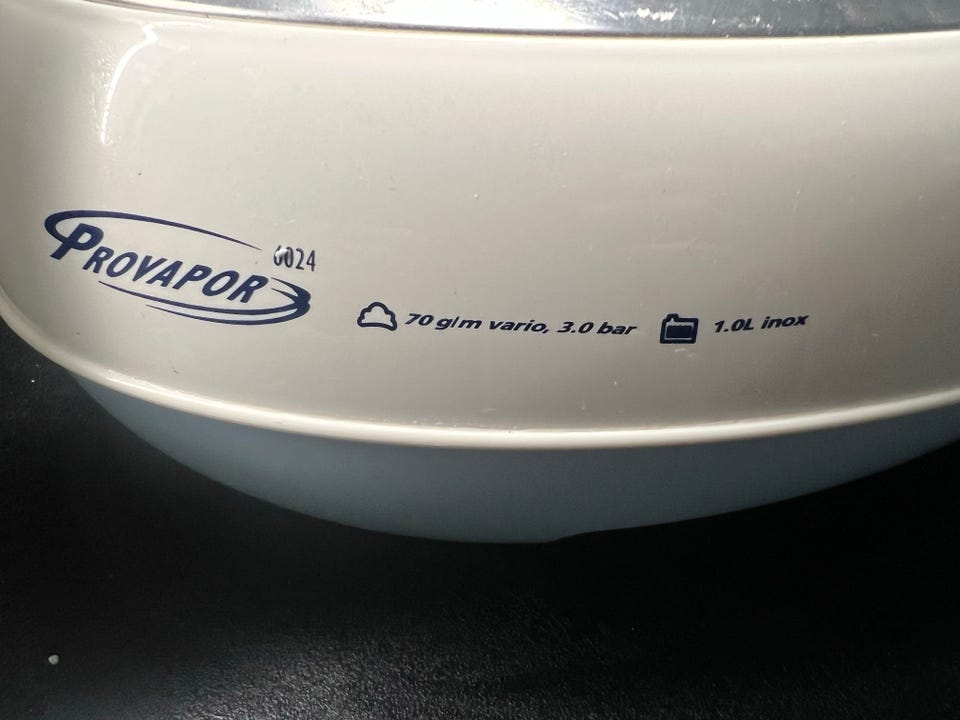 PROVAPOR 6024
70 g/m vario, 3.0 bar 1.0L inox